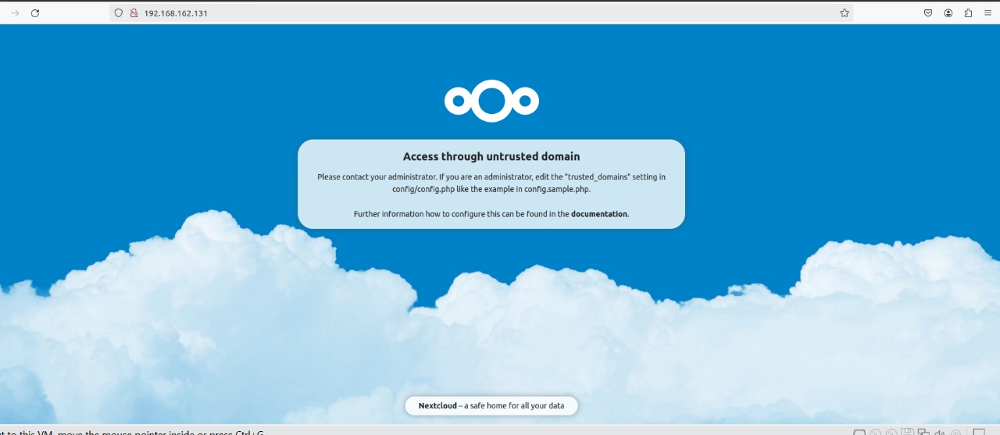 192.168.162.131
Access through untrusted domain
Please contact your administrator. If you are an administrator, edit the "trusted_domains" setting in
config/config.php like the example in config.sample.php.
Further information how to configure this can be found in the documentation.
Nextcloud – a safe home for all your data
to this VM, move the mouse pointer inside or press Ctrl+G.